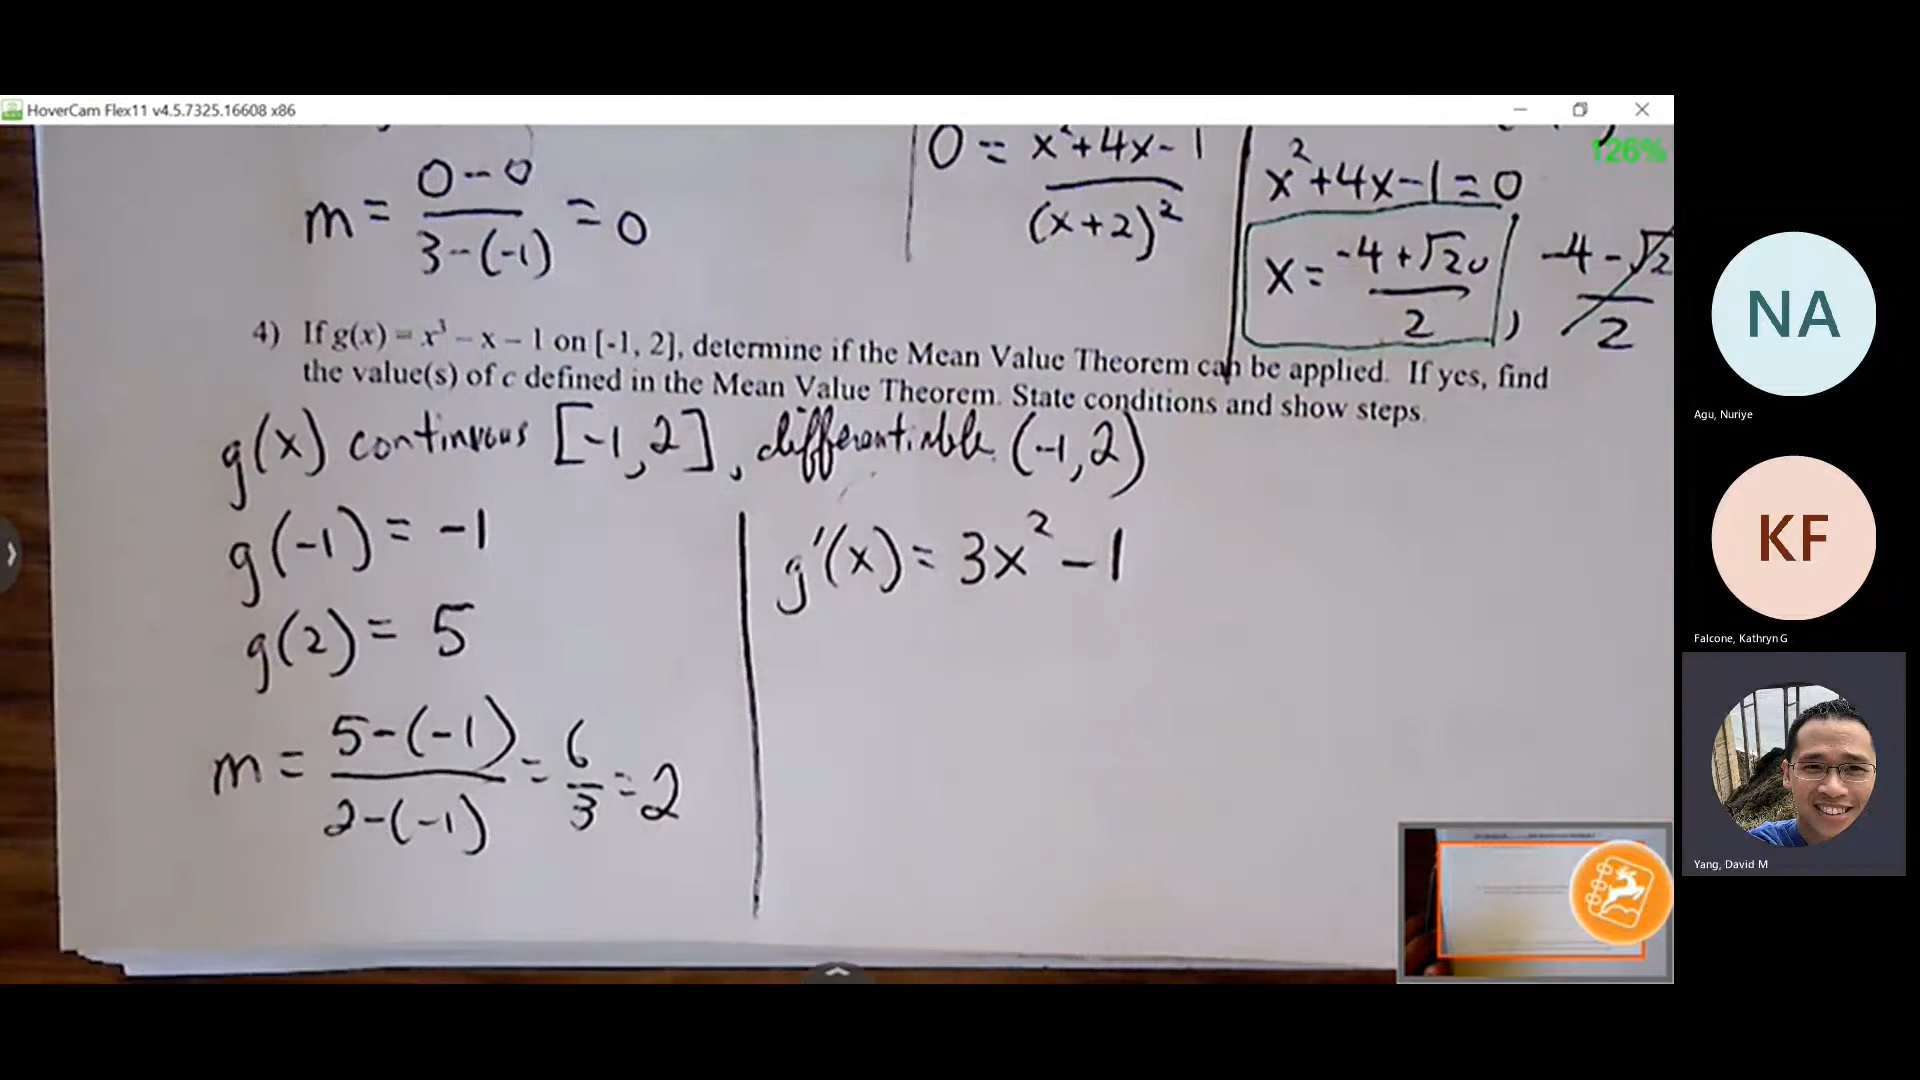 HoverCam Flex11 v4.5.7325.16608 x86
126%
m = 0 - 0 / 3 - (-1) = 0
0 = x² + 4x - 1 / (x + 2)²
x² + 4x - 1 = 0
x = -4 + √20 / 2 , -4 - √2 / 2
4) If g(x) = x³ – x – 1 on [-1, 2], determine if the Mean Value Theorem can be applied. If yes, find
the value(s) of c defined in the Mean Value Theorem. State conditions and show steps.
g(x) continuous [-1, 2], differentiable (-1, 2)
g(-1) = -1
g(2) = 5
m = 5 - (-1) / 2 - (-1) = 6 / 3 = 2
g'(x) = 3x² - 1
NA
Agu, Nuriye
KF
Falcone, Kathryn G
Yang, David M